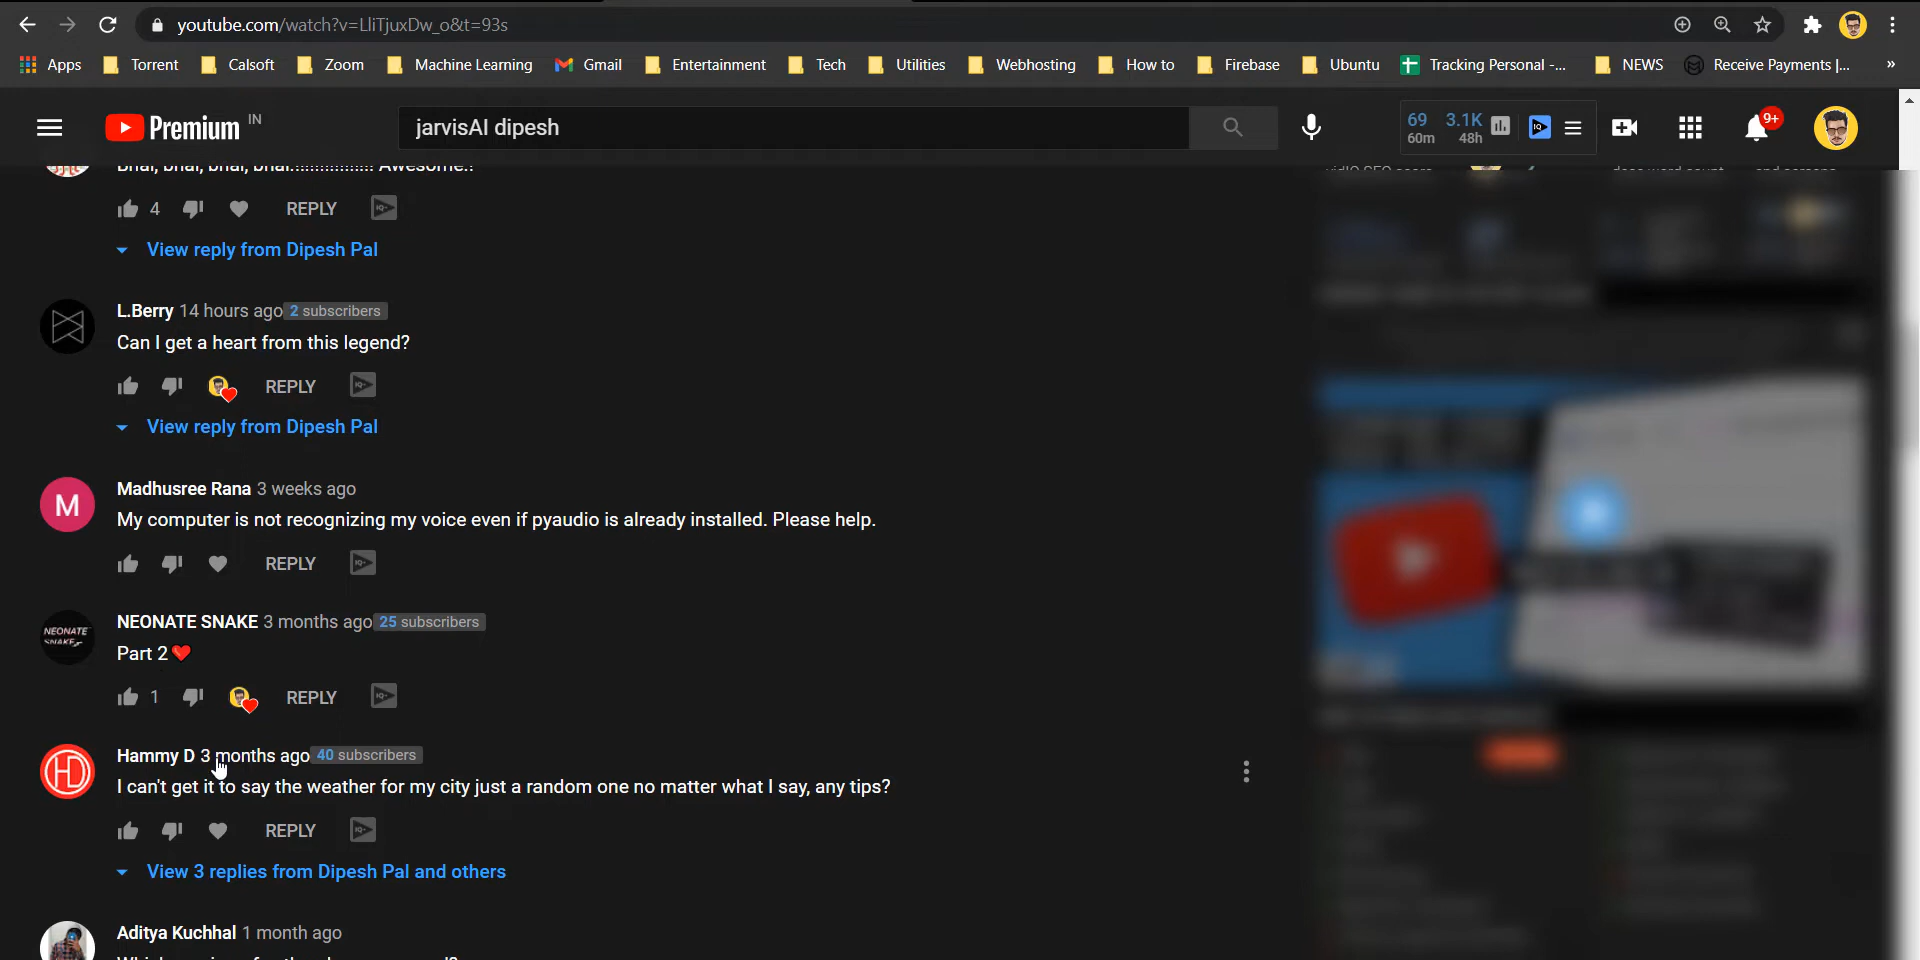 youtube.com/watch?v=LliTjuxDw_o&t=93s
Apps Torrent Calsoft Zoom Machine Learning Gmail Entertainment Tech Utilities Webhosting How to Firebase Ubuntu Tracking Personal -... NEWS Receive Payments |... »
Premium IN
jarvisAI dipesh
69 3.1K
60m 48h
9+
Bhai, bhai, bhai, bhai................... Awesome..
4 REPLY
View reply from Dipesh Pal
L.Berry 14 hours ago 2 subscribers
Can I get a heart from this legend?
REPLY
View reply from Dipesh Pal
M
Madhusree Rana 3 weeks ago
My computer is not recognizing my voice even if pyaudio is already installed. Please help.
REPLY
NEONATE SNAKE
NEONATE SNAKE 3 months ago 25 subscribers
Part 2❤
1 REPLY
HD
Hammy D 3 months ago 40 subscribers
I can't get it to say the weather for my city just a random one no matter what I say, any tips?
REPLY
View 3 replies from Dipesh Pal and others
Aditya Kuchhal 1 month ago